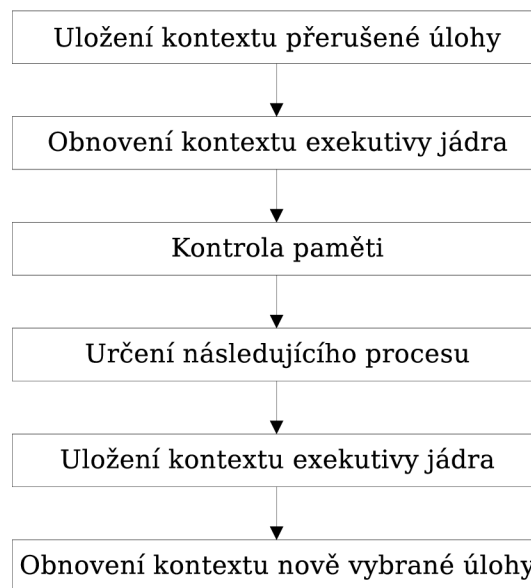 Uložení kontextu přerušené úlohy
Obnovení kontextu exekutivy jádra
Kontrola paměti
Určení následujícího procesu
Uložení kontextu exekutivy jádra
Obnovení kontextu nově vybrané úlohy